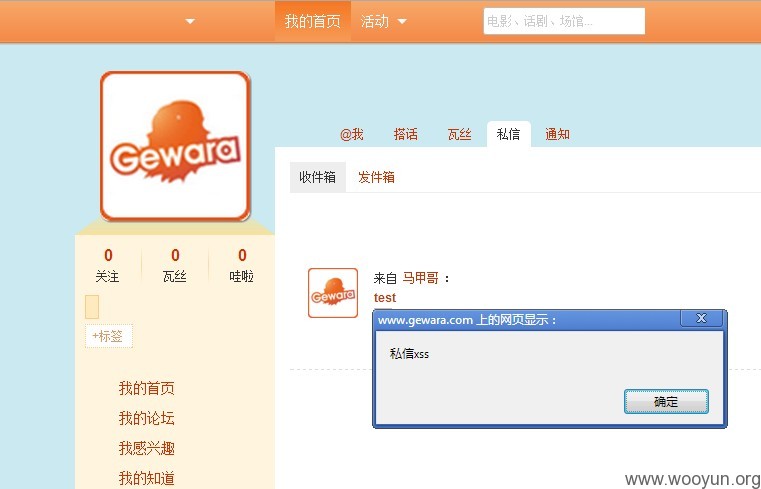 我的首页 活动 电影、话剧、场馆...
Gewara
@我 搭话 瓦丝 私信 通知
收件箱 发件箱
0 0 0
关注 瓦丝 哇啦
+标签
Gewara
来自 马甲哥 ：
test
www.gewara.com 上的网页显示：
私信xss
确定
我的首页
我的论坛
我感兴趣
我的知道
www.wooyun.org